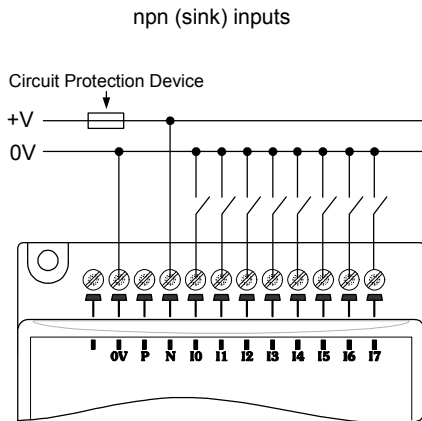 npn (sink) inputs
Circuit Protection Device
+V
0V
0V P N I0 I1 I2 I3 I4 I5 I6 I7